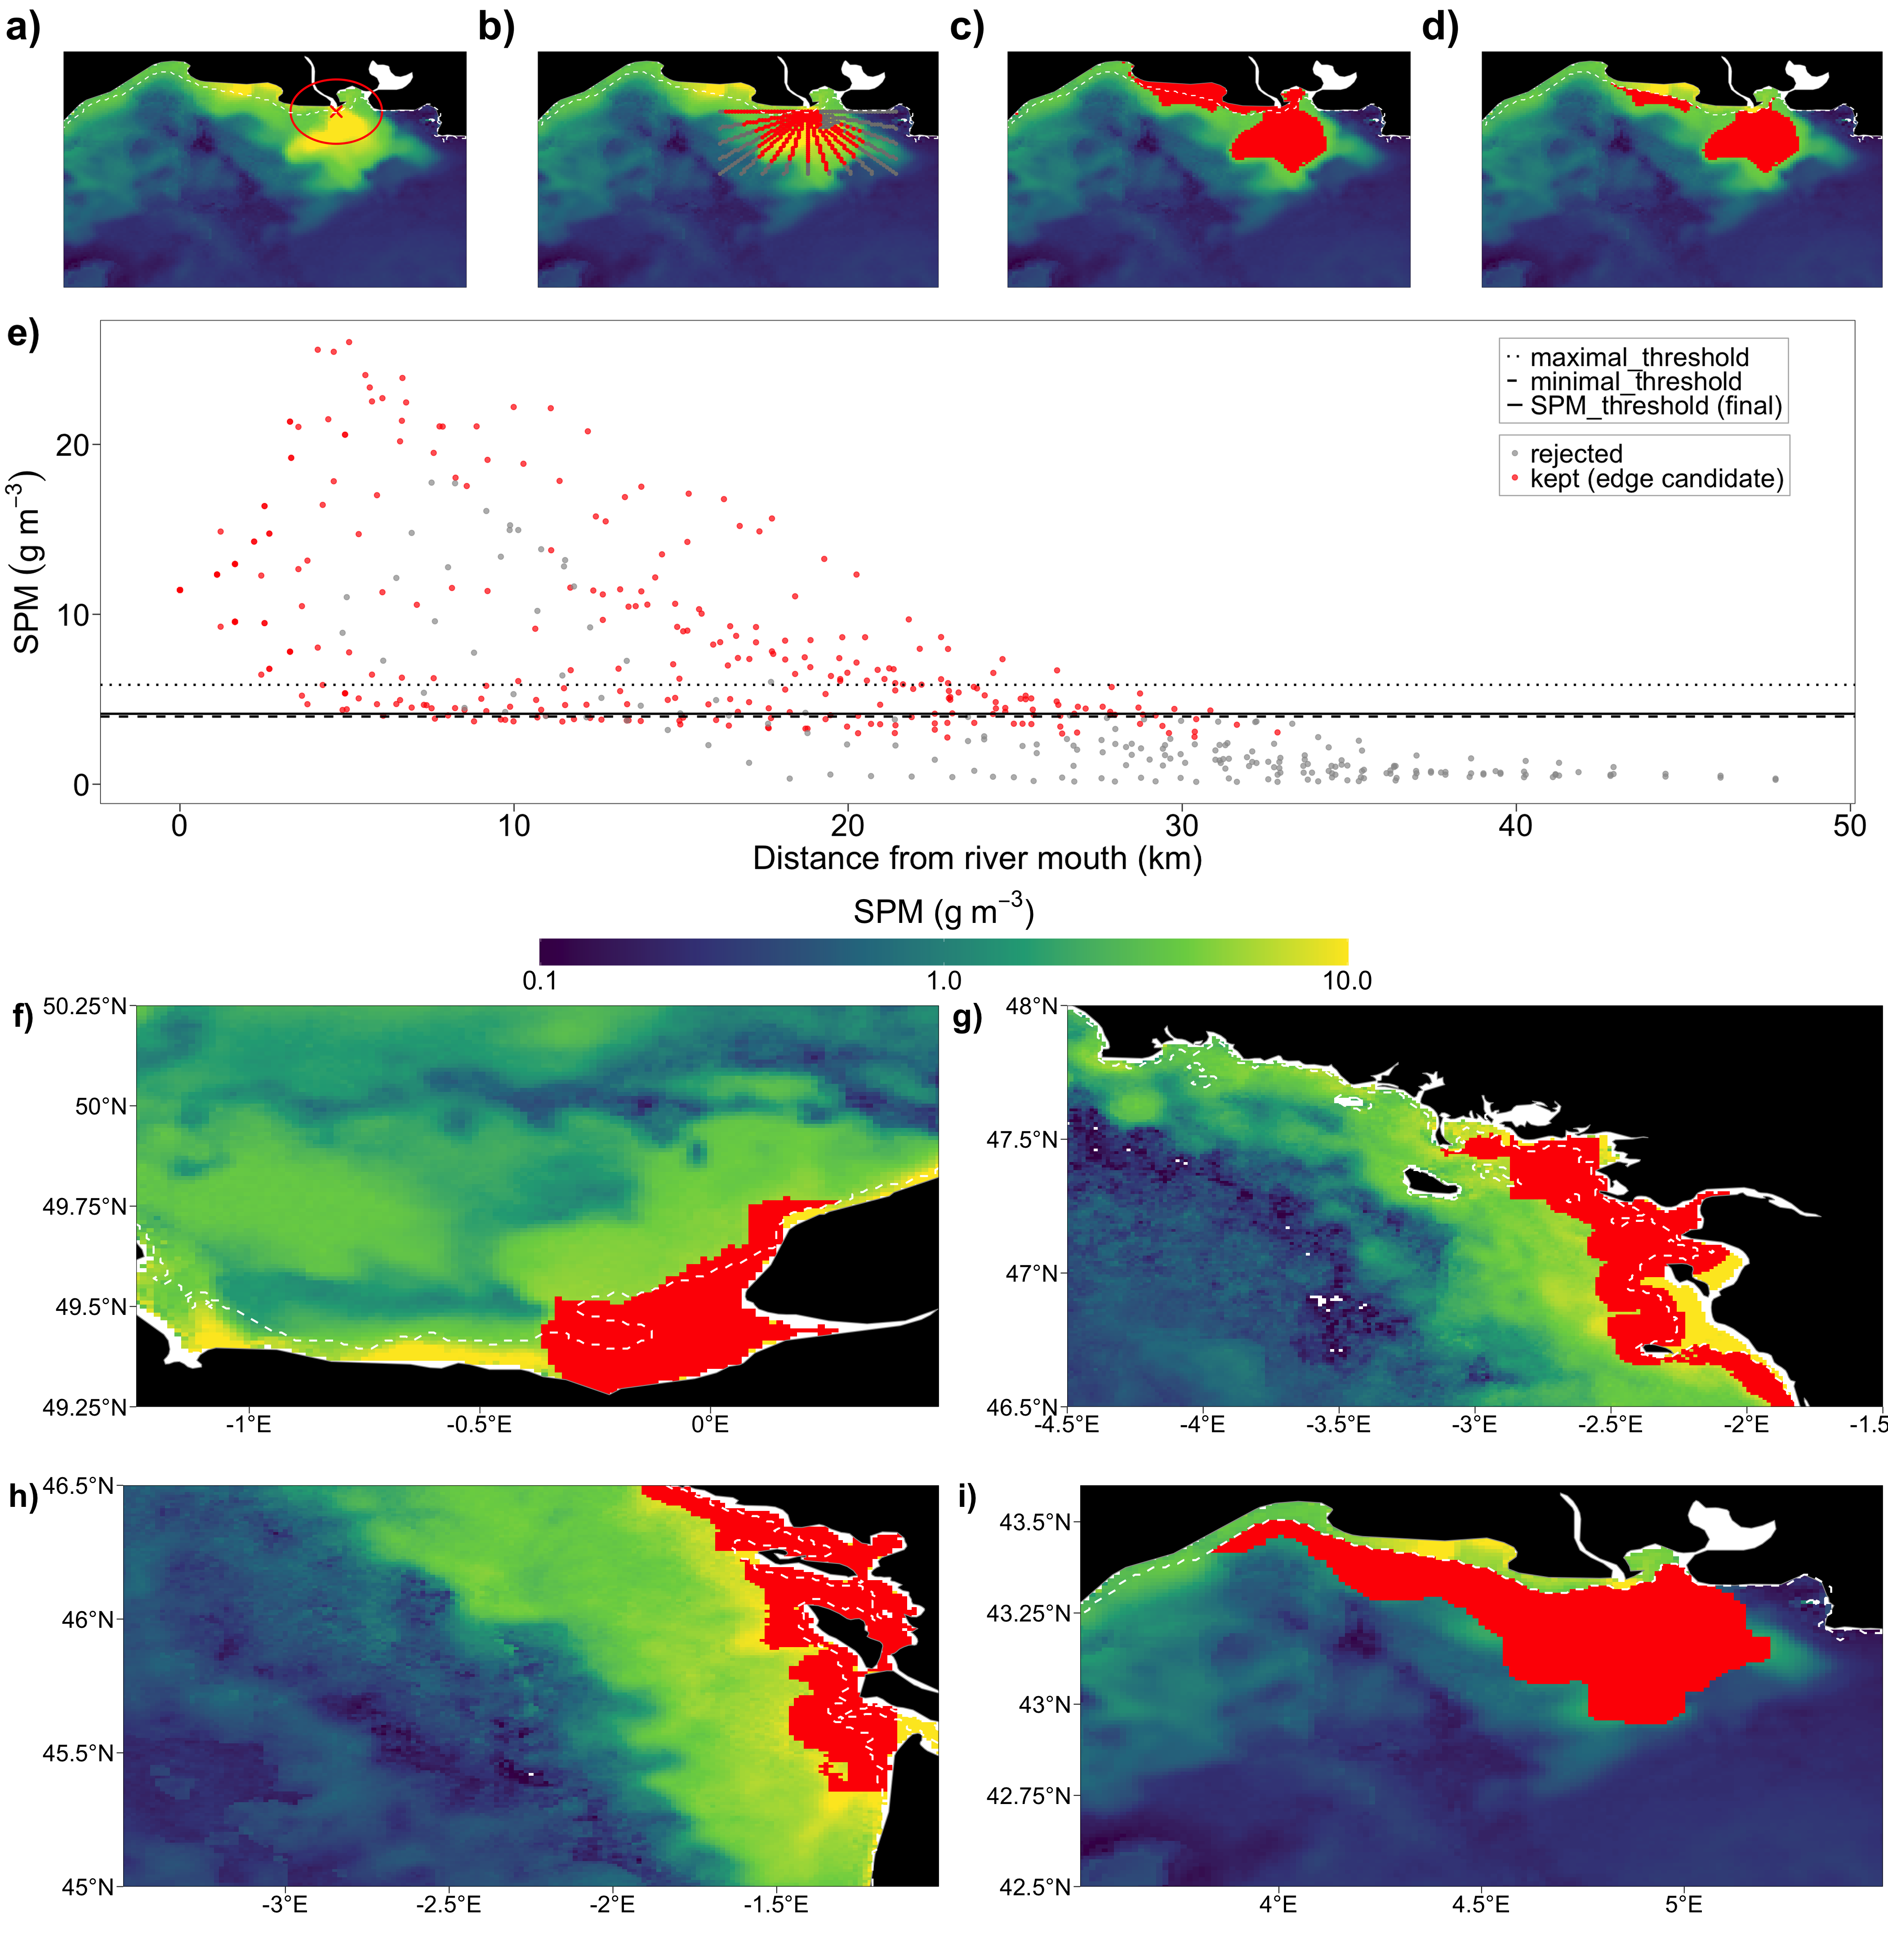 a)
b)
c)
d)
e)
SPM (g m−3)
20
10
0
maximal_threshold
minimal_threshold
SPM_threshold (final)
rejected
kept (edge candidate)
0 10 20 30 40 50
Distance from river mouth (km)
SPM (g m−3)
0.1 1.0 10.0
f)
50.25°N
50°N
49.75°N
49.5°N
49.25°N
-1°E -0.5°E 0°E
g)
48°N
47.5°N
47°N
46.5°N
-4.5°E -4°E -3.5°E -3°E -2.5°E -2°E -1.5
h)
46.5°N
46°N
45.5°N
45°N
-3°E -2.5°E -2°E -1.5°E
i)
43.5°N
43.25°N
43°N
42.75°N
42.5°N
4°E 4.5°E 5°E